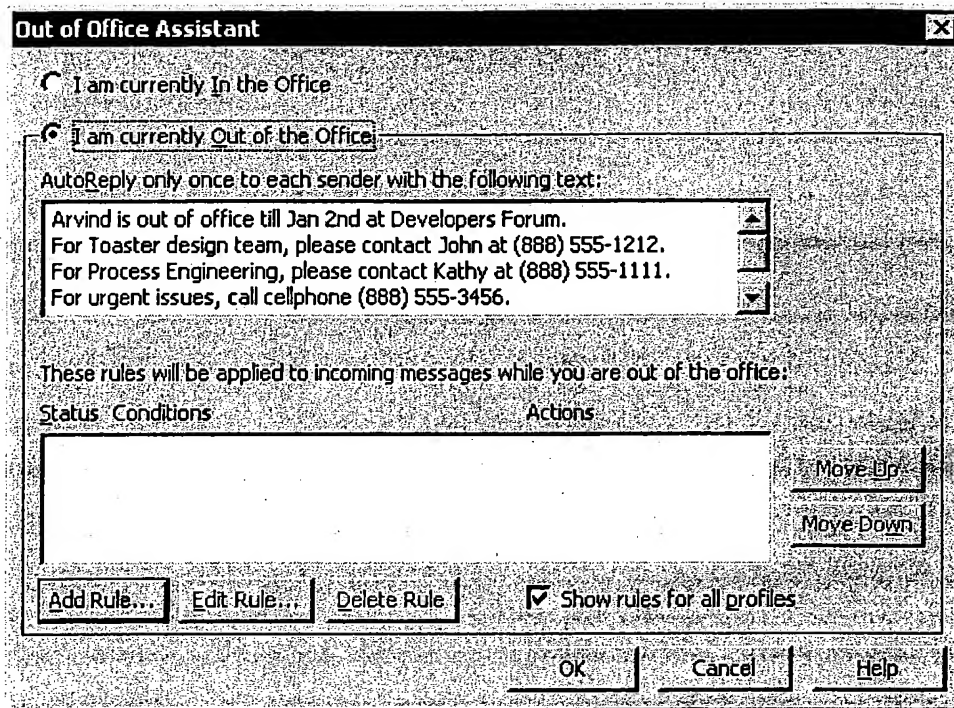 Out of Office Assistant
I am currently In the Office
I am currently Out of the Office
AutoReply only once to each sender with the following text:
Arvind is out of office till Jan 2nd at Developers Forum.
For Toaster design team, please contact John at (888) 555-1212.
For Process Engineering, please contact Kathy at (888) 555-1111.
For urgent issues, call cellphone (888) 555-3456.
These rules will be applied to incoming messages while you are out of the office:
Status Conditions Actions
Move Up
Move Down
Add Rule... Edit Rule... Delete Rule Show rules for all profiles
OK Cancel Help